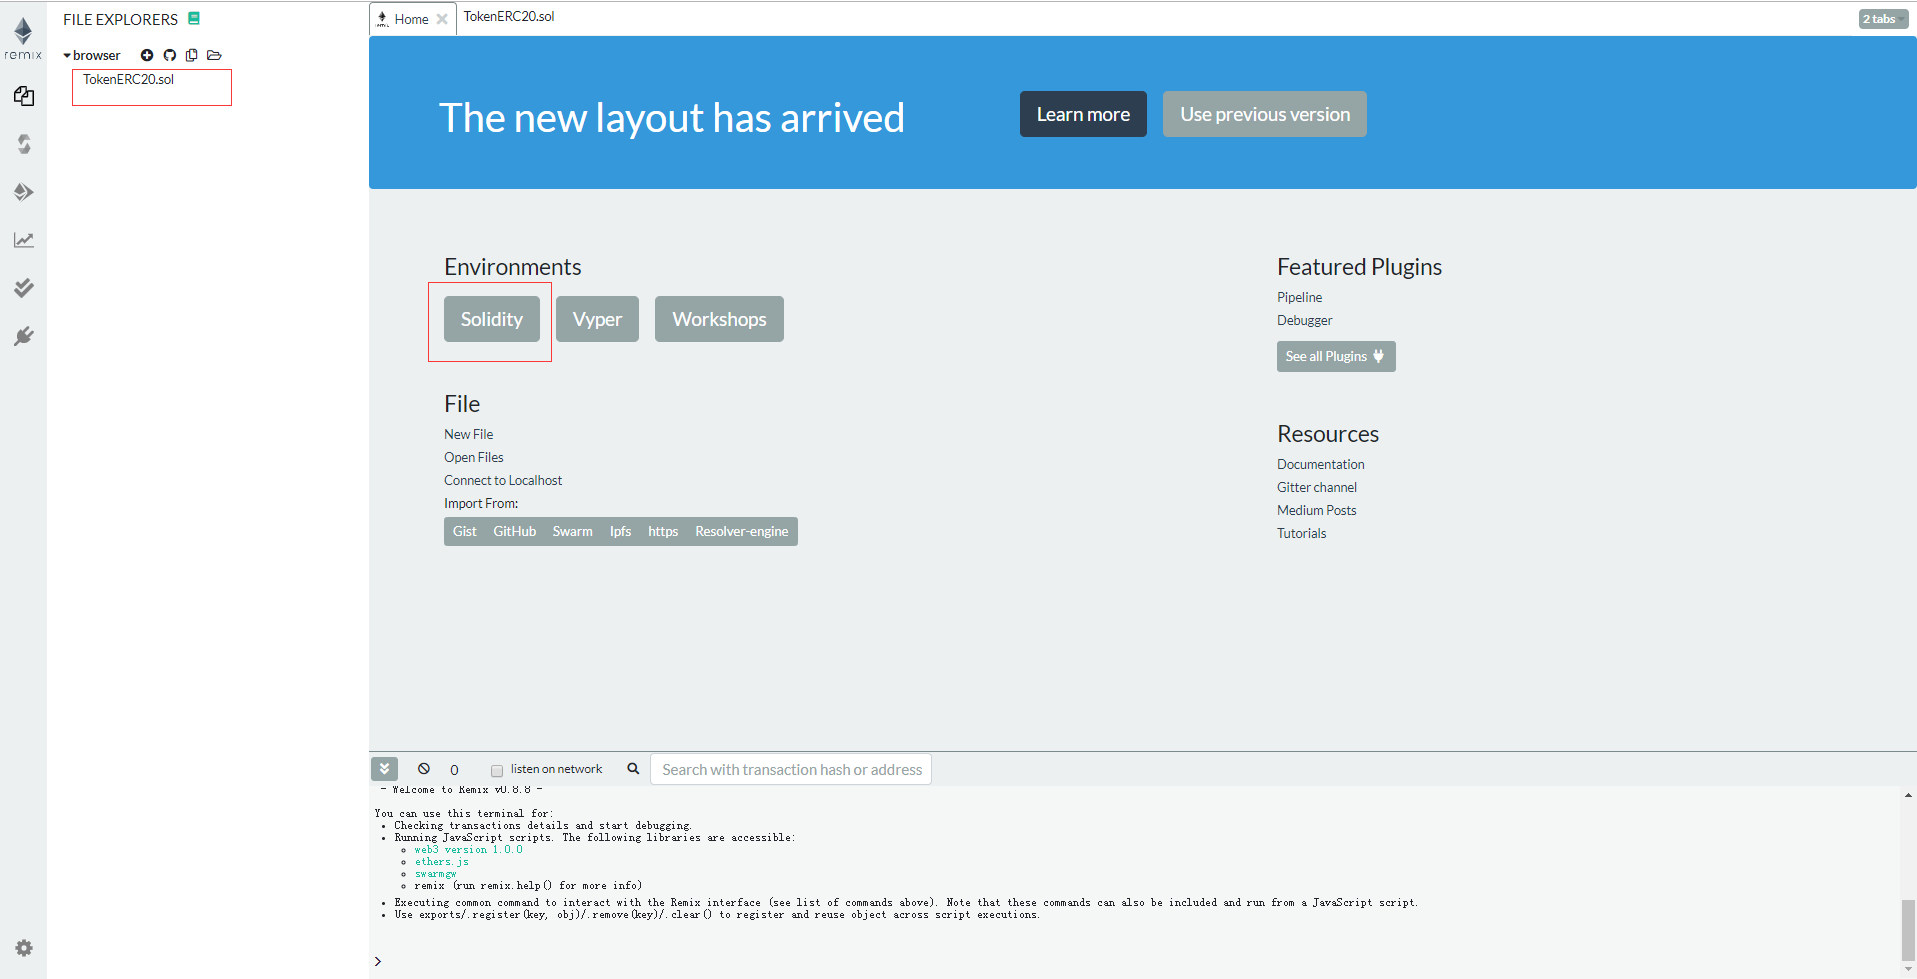 remix
FILE EXPLORERS
browser
TokenERC20.sol
Home
TokenERC20.sol
2 tabs
The new layout has arrived
Learn more
Use previous version
Environments
Solidity
Vyper
Workshops
File
New File
Open Files
Connect to Localhost
Import From:
Gist GitHub Swarm Ipfs https Resolver-engine
Featured Plugins
Pipeline
Debugger
See all Plugins
Resources
Documentation
Gitter channel
Medium Posts
Tutorials
0
listen on network
Search with transaction hash or address
- Welcome to Remix v0.8.8 -
You can use this terminal for:
Checking transactions details and start debugging.
Running JavaScript scripts. The following libraries are accessible:
web3 version 1.0.0
ethers.js
swarmgw
remix (run remix.help() for more info)
Executing common command to interact with the Remix interface (see list of commands above). Note that these commands can also be included and run from a JavaScript script.
Use exports/.register(key, obj)/.remove(key)/.clear() to register and reuse object across script executions.
>